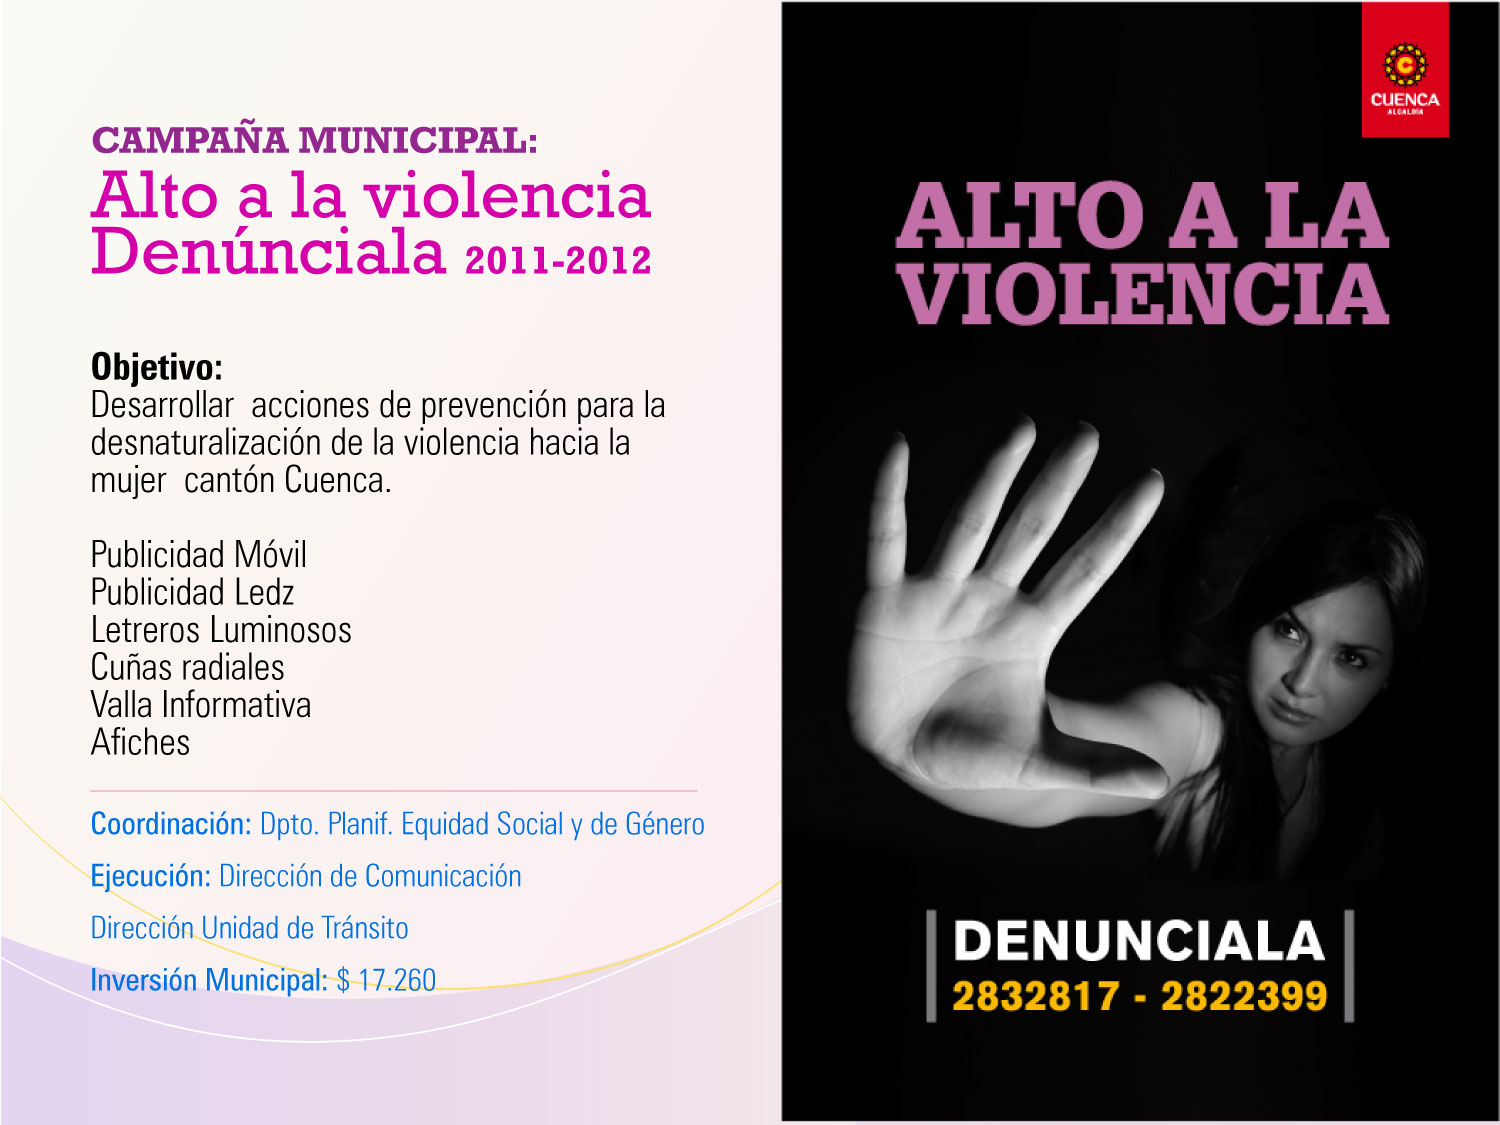 CAMPAÑA MUNICIPAL:
Alto a la violencia
Denúnciala 2011-2012
Objetivo:
Desarrollar acciones de prevención para la
desnaturalización de la violencia hacia la
mujer cantón Cuenca.
Publicidad Móvil
Publicidad Ledz
Letreros Luminosos
Cuñas radiales
Valla Informativa
Afiches
Coordinación: Dpto. Planif. Equidad Social y de Género
Ejecución: Dirección de Comunicación
Dirección Unidad de Tránsito
Inversión Municipal: $ 17.260
C
CUENCA
ALCALDÍA
ALTO A LA
VIOLENCIA
DENUNCIALA
2832817 - 2822399